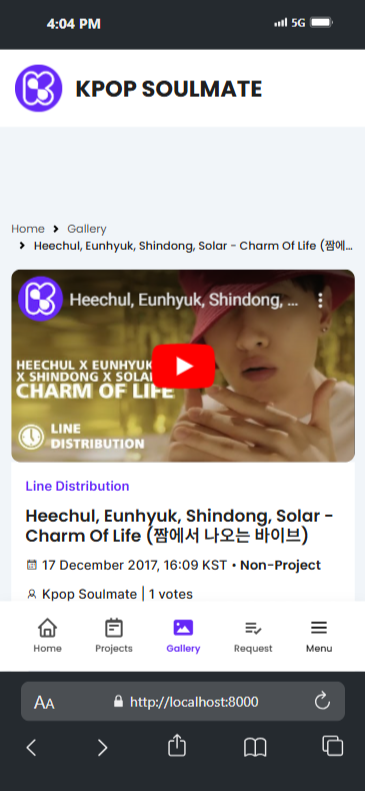 4:04 PM
5G
KPOP SOULMATE
Home > Gallery
> Heechul, Eunhyuk, Shindong, Solar - Charm Of Life (짬에...
Heechul, Eunhyuk, Shindong, ...
HEECHUL X EUNHYUK
X SHINDONG X SOLAR
CHARM OF LIFE
LINE
DISTRIBUTION
Line Distribution
Heechul, Eunhyuk, Shindong, Solar -
Charm Of Life (짬에서 나오는 바이브)
17 December 2017, 16:09 KST • Non-Project
Kpop Soulmate | 1 votes
Home
Projects
Gallery
Request
Menu
AA
http://localhost:8000